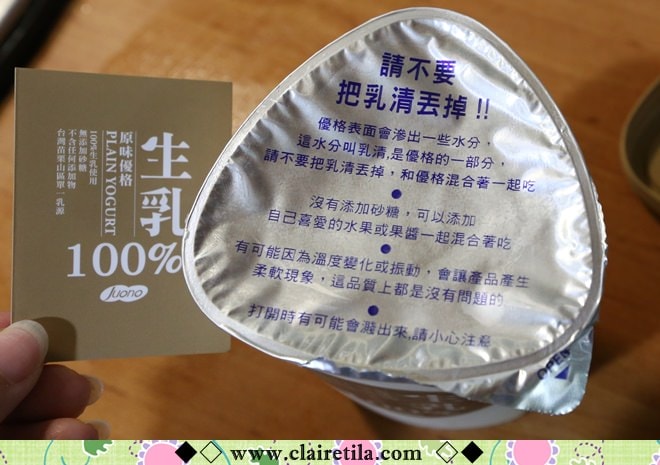 生乳
100%
原味優格
PLAIN YOGURT
100%生乳使用
無添加砂糖
不含任何添加物
台灣苗栗山區單一乳源
Juono
請不要
把乳清丟掉!!
優格表面會滲出一些水分，
這水分叫乳清,是優格的一部分，
請不要把乳清丟掉，和優格混合著一起吃
●
沒有添加砂糖，可以添加
自己喜愛的水果或果醬一起混合著吃
●
有可能因為溫度變化或振動，會讓產品產生
柔軟現象，這品質上都是沒有問題的
●
打開時有可能會濺出來,請小心注意
OPEN
www.clairetila.com